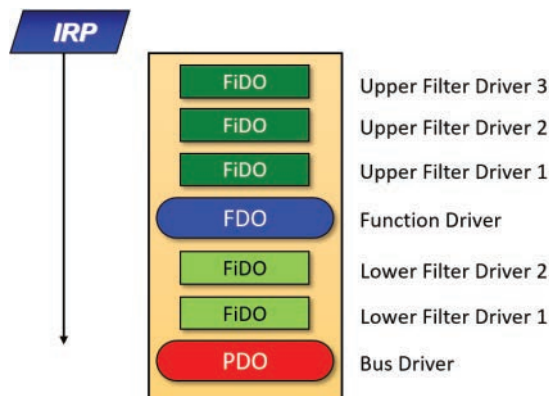 IRP
FiDO Upper Filter Driver 3
FiDO Upper Filter Driver 2
FiDO Upper Filter Driver 1
FDO Function Driver
FiDO Lower Filter Driver 2
FiDO Lower Filter Driver 1
PDO Bus Driver